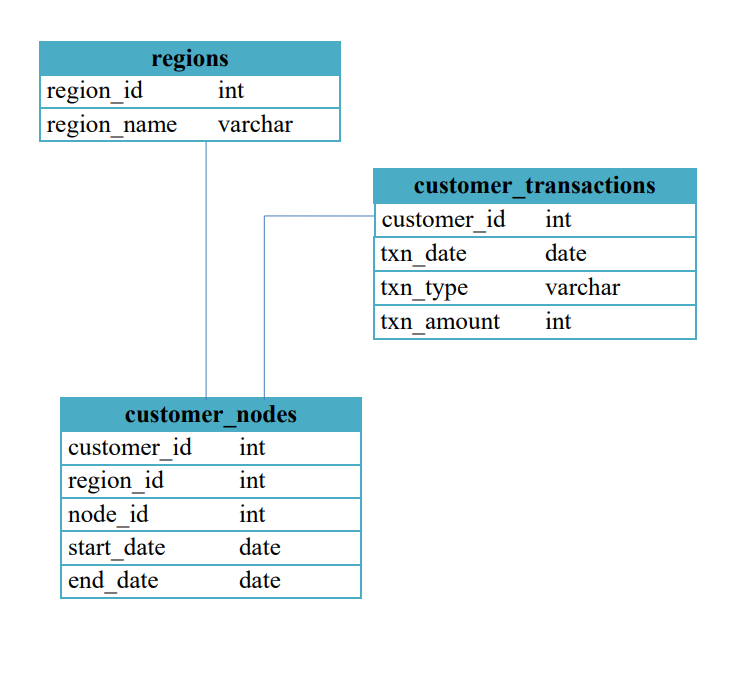 regions
region_id int
region_name varchar
customer_transactions
customer_id int
txn_date date
txn_type varchar
txn_amount int
customer_nodes
customer_id int
region_id int
node_id int
start_date date
end_date date